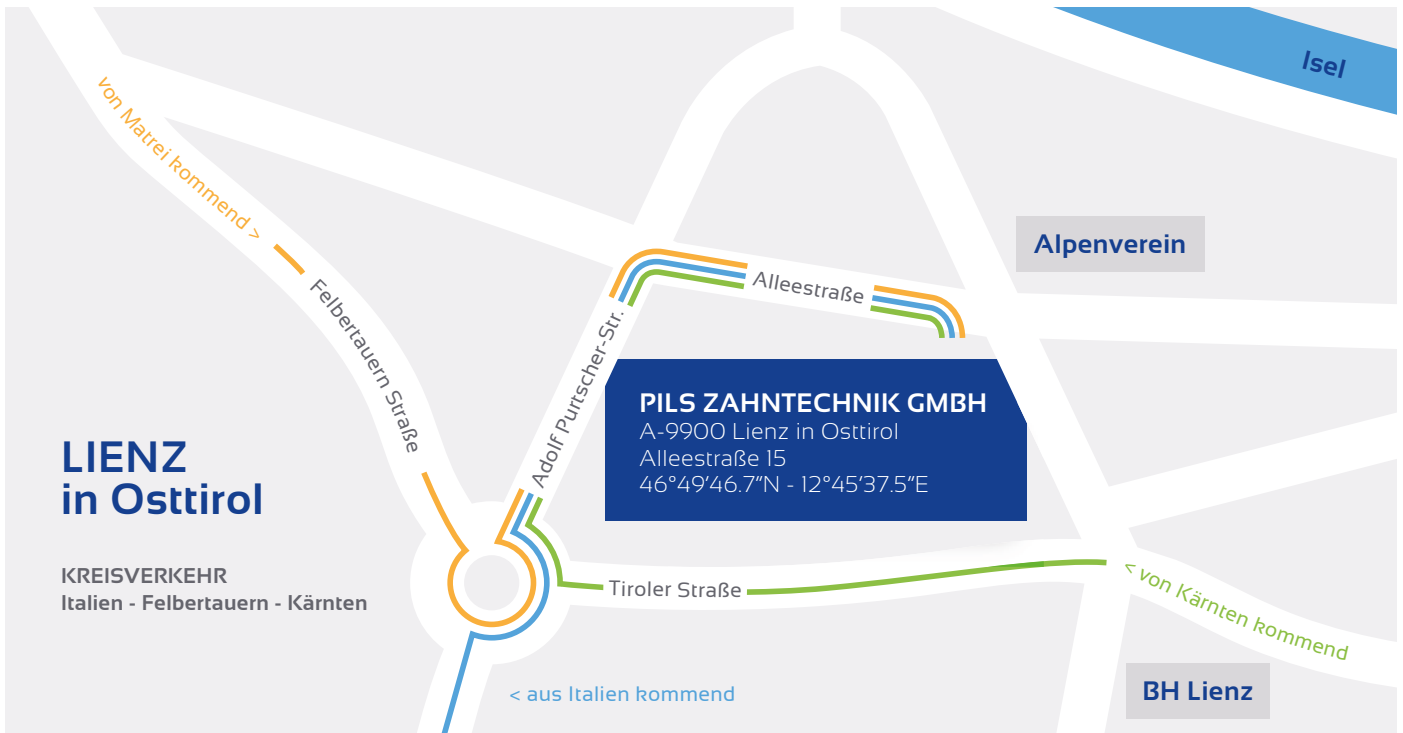 Isel
von Matrei kommend >
Alpenverein
Alleestraße
Felbertauern Straße
Adolf Purtscher-Str.
PILS ZAHNTECHNIK GMBH
A-9900 Lienz in Osttirol
Alleestraße 15
46°49’46.7”N - 12°45’37.5”E
LIENZ
in Osttirol
KREISVERKEHR
Italien - Felbertauern - Kärnten
Tiroler Straße
< von Kärnten kommend
< aus Italien kommend
BH Lienz